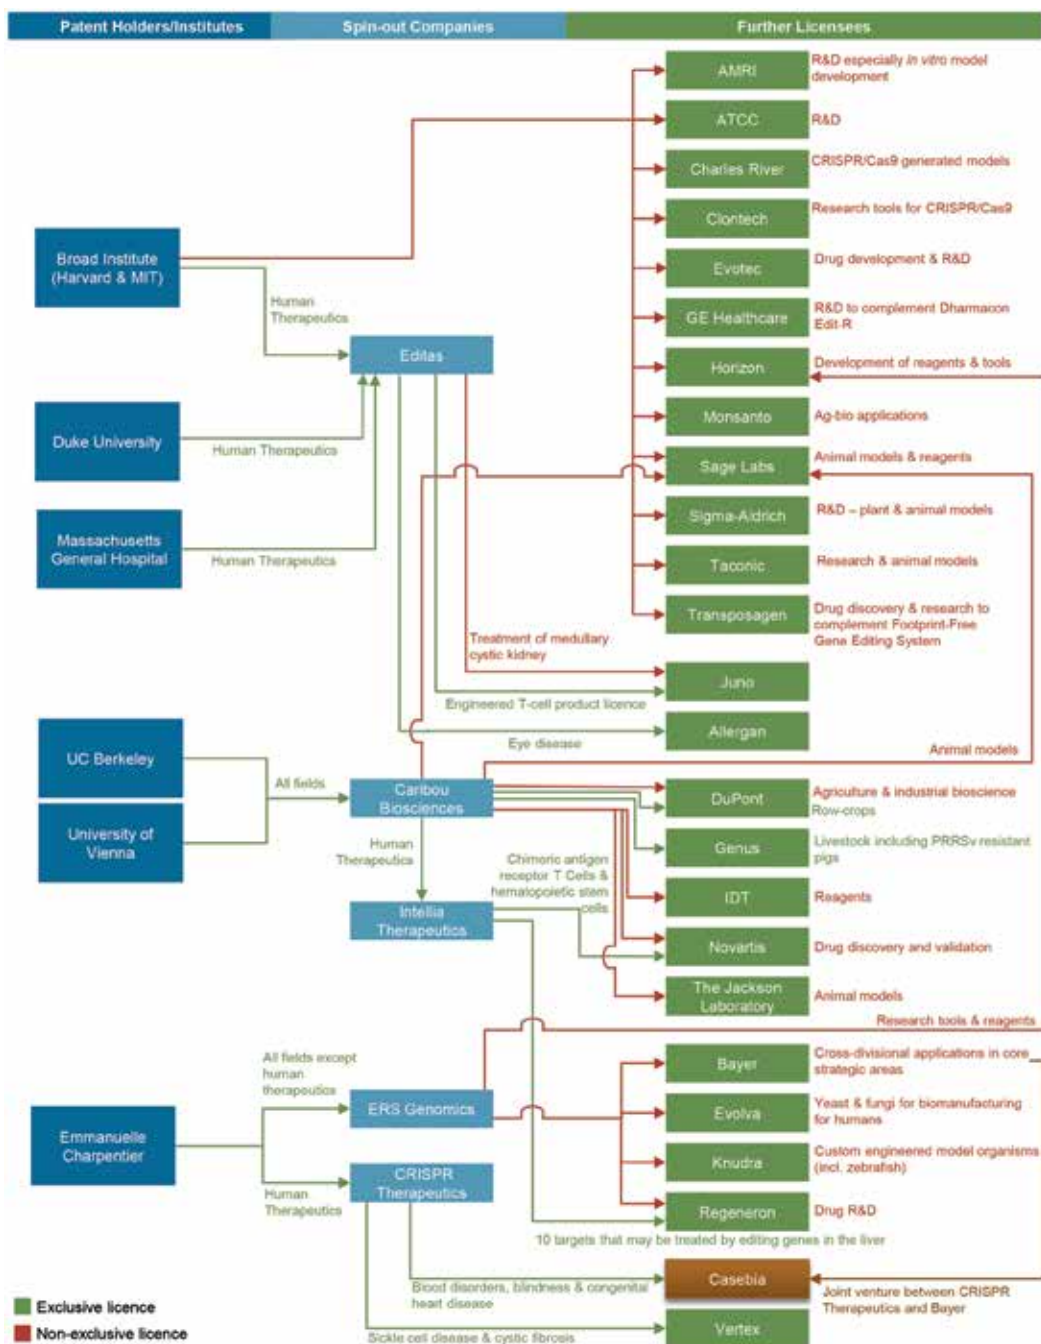 Patent Holders/Institutes
Spin-out Companies
Further Licensees
AMRI
R&D especially in vitro model
development
ATCC
R&D
Charles River
CRISPR/Cas9 generated models
Clontech
Research tools for CRISPR/Cas9
Broad Institute
(Harvard & MIT)
Evotec
Drug development & R&D
Human
Therapeutics
GE Healthcare
R&D to complement Dharmacon
Edit-R
Editas
Horizon
Development of reagents & tools
Duke University
Human Therapeutics
Monsanto
Ag-bio applications
Sage Labs
Animal models & reagents
Massachusetts
General Hospital
Human Therapeutics
Sigma-Aldrich
R&D – plant & animal models
Taconic
Research & animal models
Transposagen
Drug discovery & research to
complement Footprint-Free
Gene Editing System
Treatment of medullary
cystic kidney
Juno
Engineered T-cell product licence
Allergan
Eye disease
Animal models
UC Berkeley
All fields
University of
Vienna
Caribou
Biosciences
DuPont
Agriculture & industrial bioscience
Row-crops
Human
Therapeutics
Genus
Livestock including PRRSv resistant
pigs
Chimeric antigen
receptor T Cells &
hematopoietic stem
cells
IDT
Reagents
Intellia
Therapeutics
Novartis
Drug discovery and validation
The Jackson
Laboratory
Animal models
Research tools & reagents
All fields except
human
therapeutics
Bayer
Cross-divisional applications in core
strategic areas
ERS Genomics
Evolva
Yeast & fungi for biomanufacturing
for humans
Emmanuelle
Charpentier
Knudra
Custom engineered model organisms
(incl. zebrafish)
CRISPR
Therapeutics
Human
Therapeutics
Regeneron
Drug R&D
10 targets that may be treated by editing genes in the liver
Casebia
Blood disorders, blindness & congenital
heart disease
Joint venture between CRISPR
Therapeutics and Bayer
Exclusive licence
Non-exclusive licence
Sickle cell disease & cystic fibrosis
Vertex